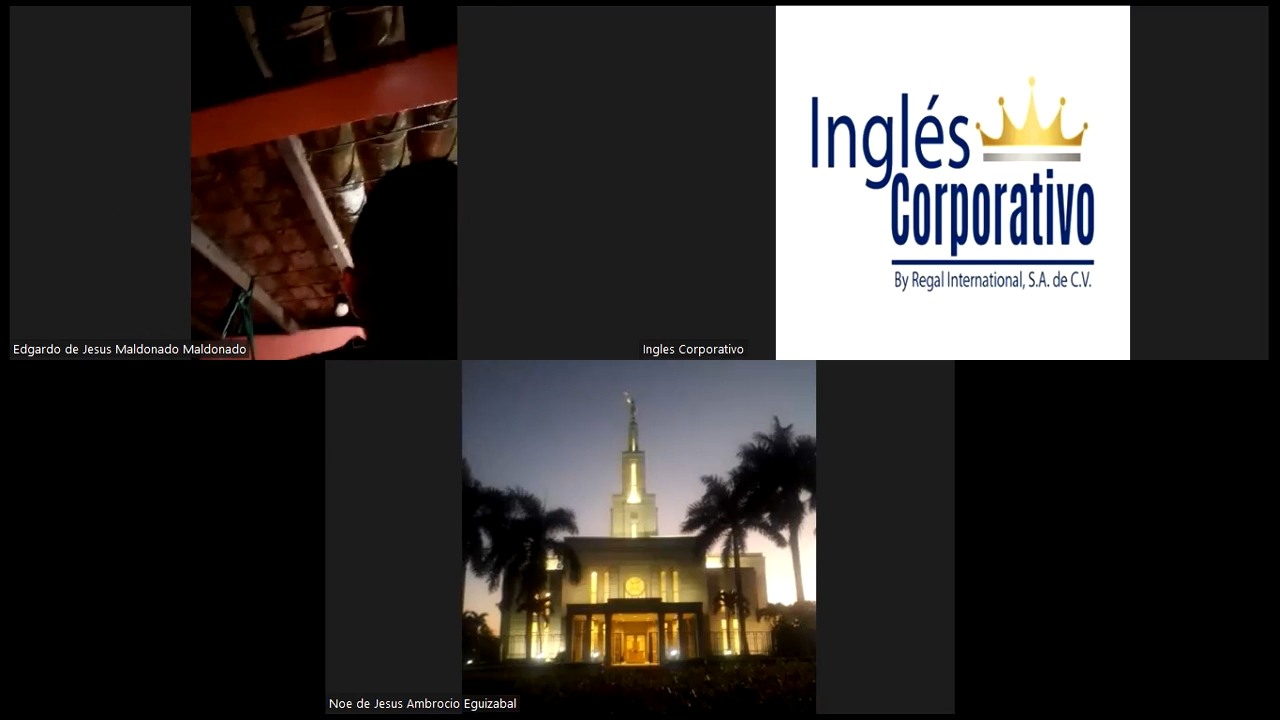 Inglés
Corporativo
By Regal International, S.A. de C.V.
Edgardo de Jesus Maldonado Maldonado
Ingles Corporativo
Noe de Jesus Ambrocio Eguizabal